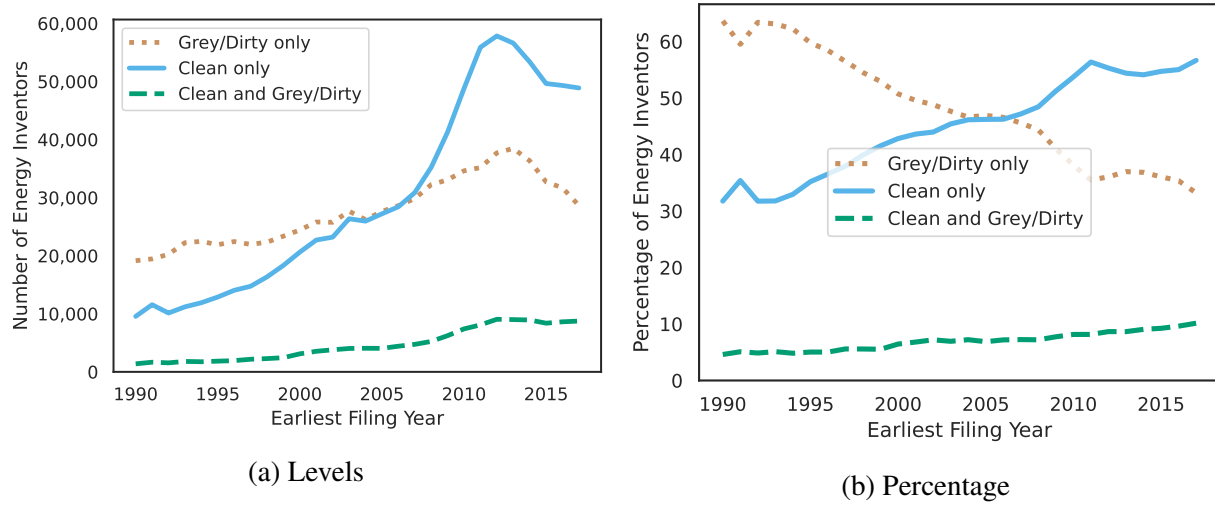 60,000
50,000
40,000
30,000
20,000
10,000
0
Number of Energy Inventors
Grey/Dirty only
Clean only
Clean and Grey/Dirty
1990 1995 2000 2005 2010 2015
Earliest Filing Year
(a) Levels
60
50
40
30
20
10
0
Percentage of Energy Inventors
Grey/Dirty only
Clean only
Clean and Grey/Dirty
1990 1995 2000 2005 2010 2015
Earliest Filing Year
(b) Percentage